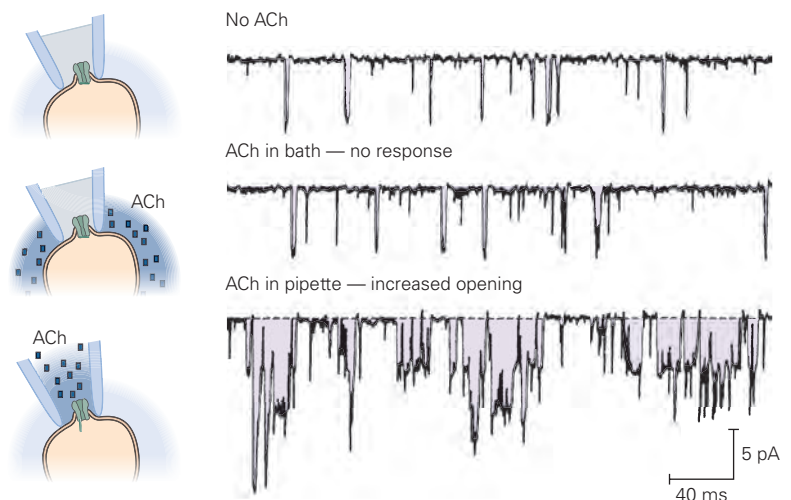 No ACh
ACh in bath — no response
ACh
ACh in pipette — increased opening
ACh
5 pA
40 ms